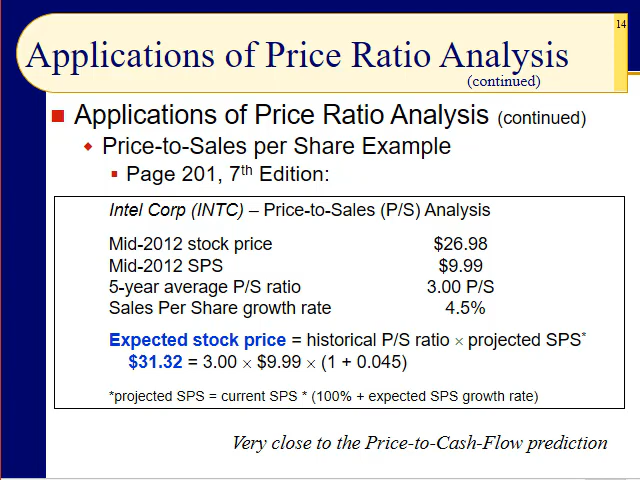 14
Applications of Price Ratio Analysis
(continued)
■ Applications of Price Ratio Analysis (continued)
◆ Price-to-Sales per Share Example
▪ Page 201, 7th Edition:
Intel Corp (INTC) – Price-to-Sales (P/S) Analysis
Mid-2012 stock price $26.98
Mid-2012 SPS $9.99
5-year average P/S ratio 3.00 P/S
Sales Per Share growth rate 4.5%
Expected stock price = historical P/S ratio × projected SPS*
$31.32 = 3.00 × $9.99 × (1 + 0.045)
*projected SPS = current SPS * (100% + expected SPS growth rate)
Very close to the Price-to-Cash-Flow prediction